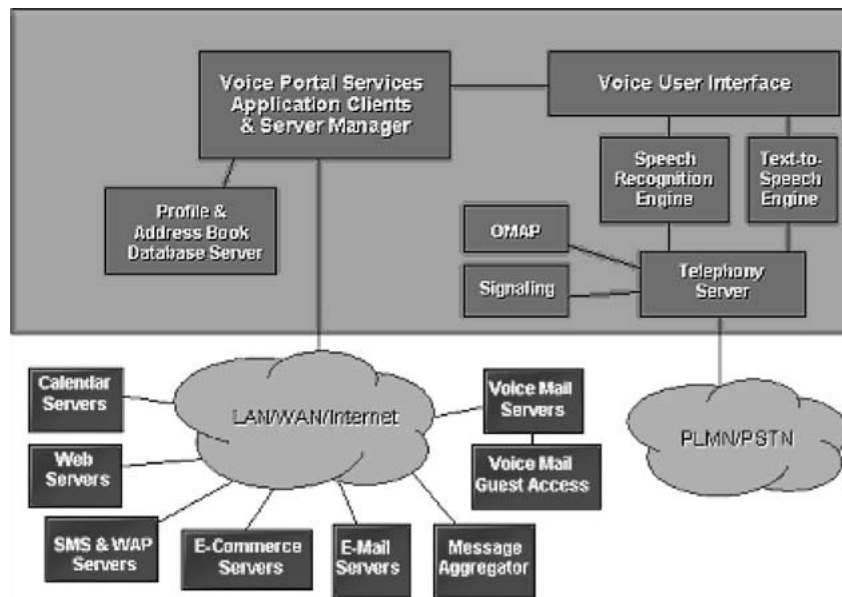 Voice Portal Services
Application Clients
& Server Manager
Voice User Interface
Speech
Recognition
Engine
Text-to-
Speech
Engine
Profile &
Address Book
Database Server
OMAP
Signaling
Telephony
Server
Calendar
Servers
LAN/WAN/Internet
Voice Mail
Servers
PLMN/PSTN
Web
Servers
Voice Mail
Guest Access
SMS & WAP
Servers
E-Commerce
Servers
E-Mail
Servers
Message
Aggregator